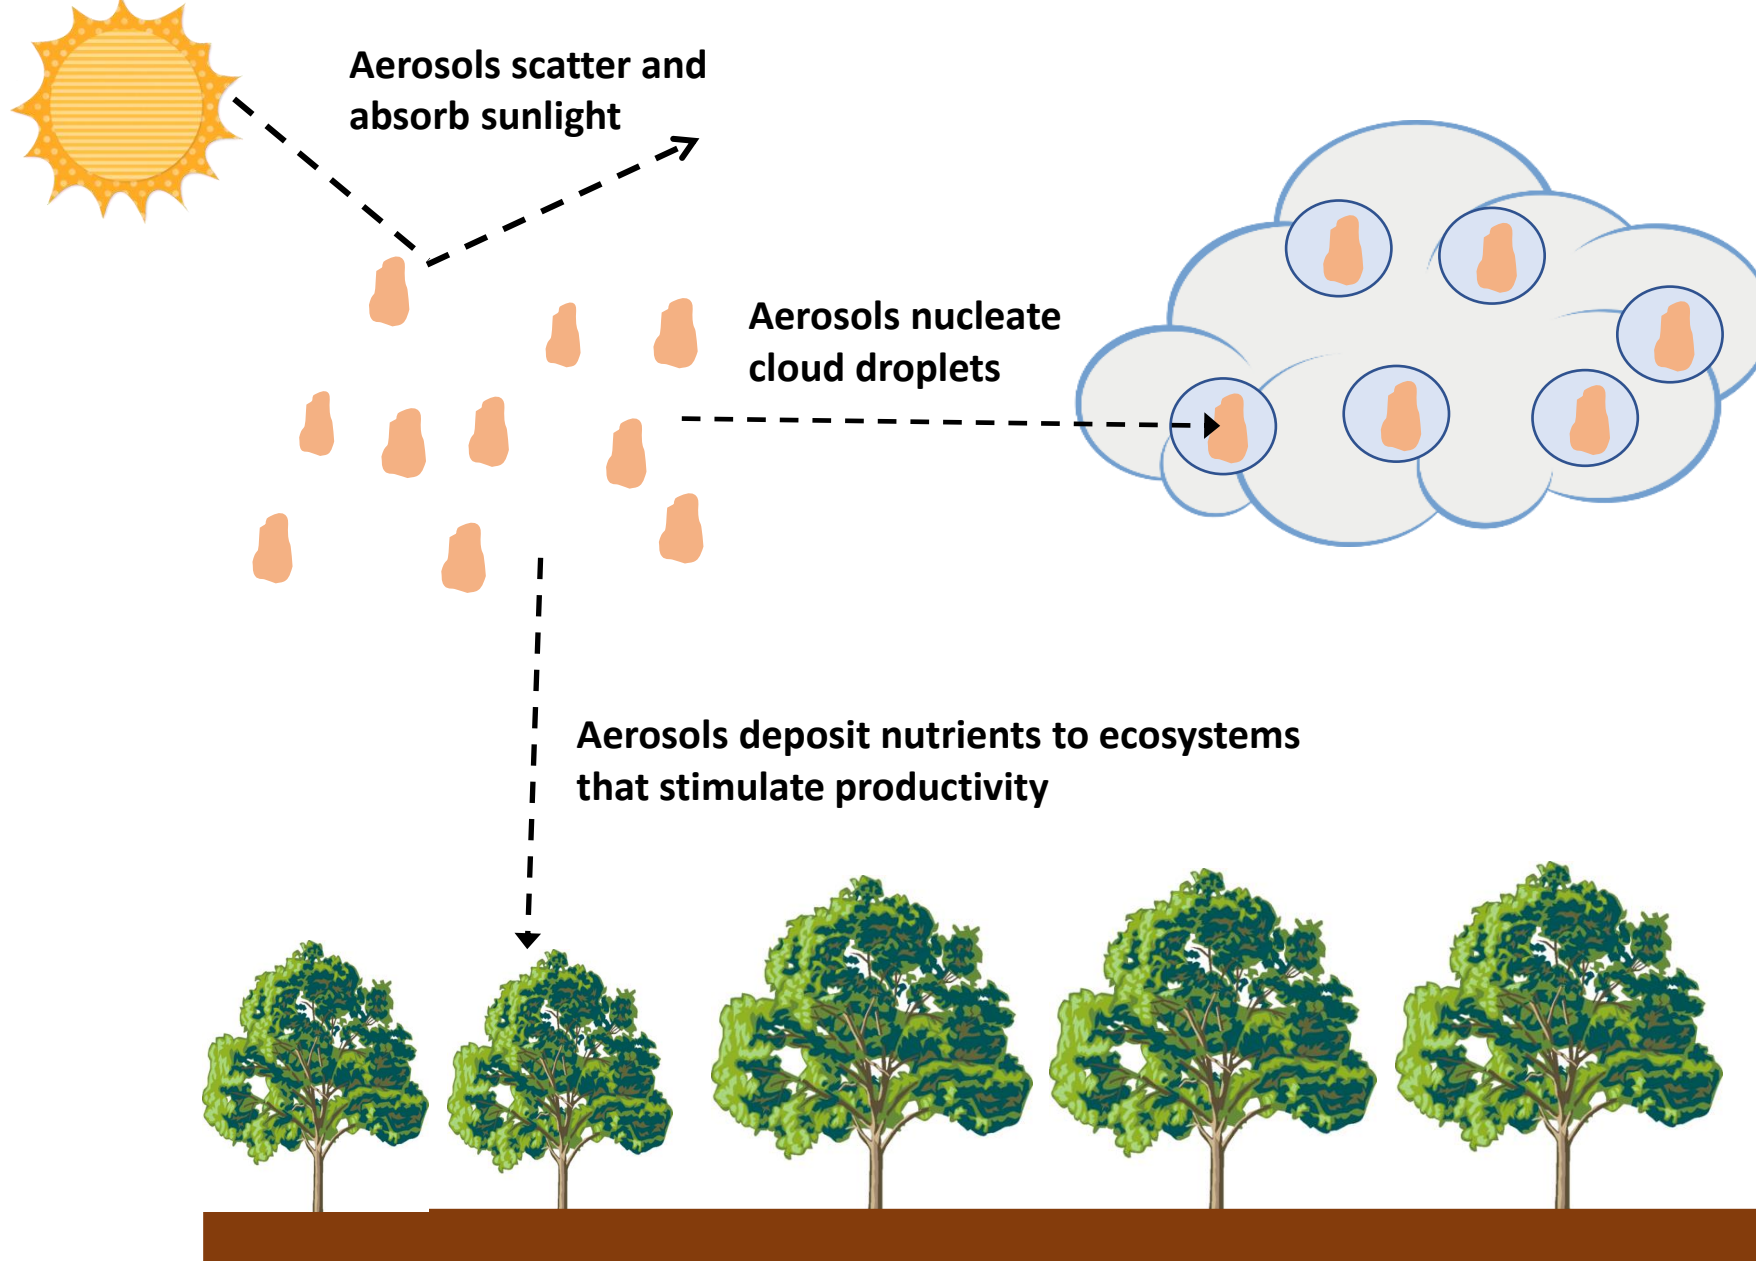 Aerosols scatter and
absorb sunlight
Aerosols nucleate
cloud droplets
Aerosols deposit nutrients to ecosystems
that stimulate productivity